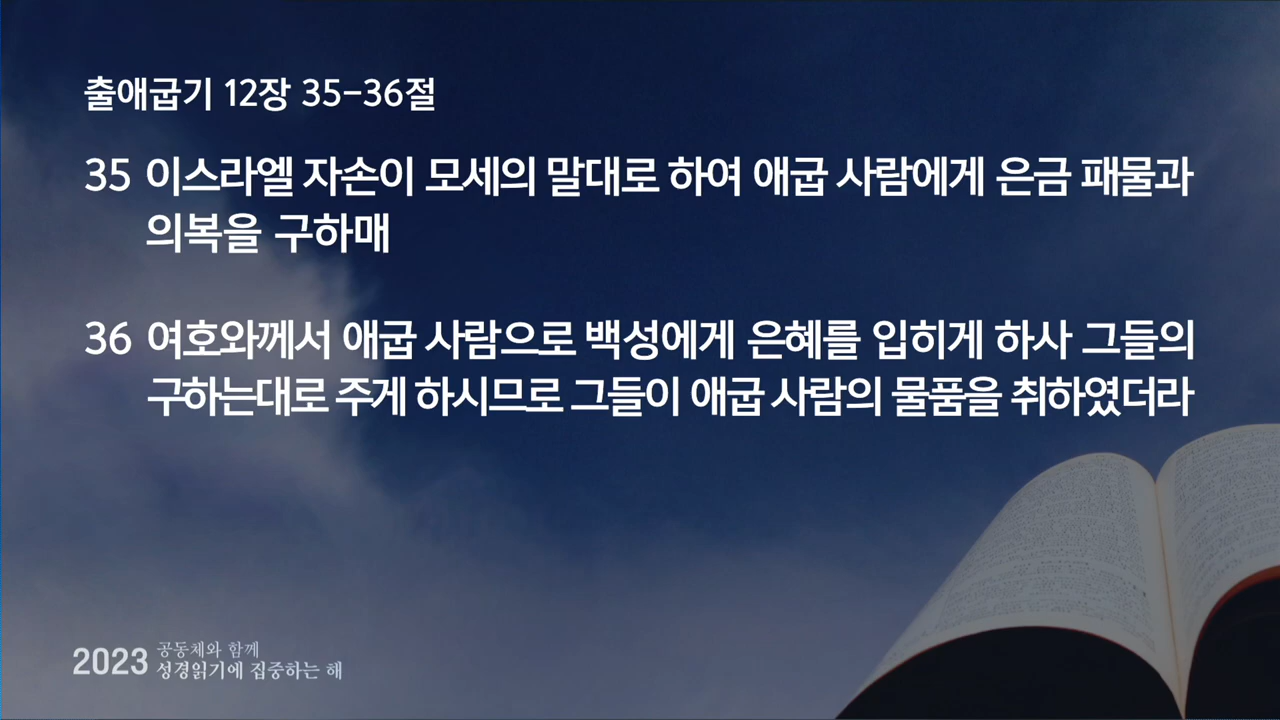 출애굽기 12장 35-36절
35 이스라엘 자손이 모세의 말대로 하여 애굽 사람에게 은금 패물과
의복을 구하매
36 여호와께서 애굽 사람으로 백성에게 은혜를 입히게 하사 그들의
구하는대로 주게 하시므로 그들이 애굽 사람의 물품을 취하였더라
2023 공동체와 함께
성경읽기에 집중하는 해